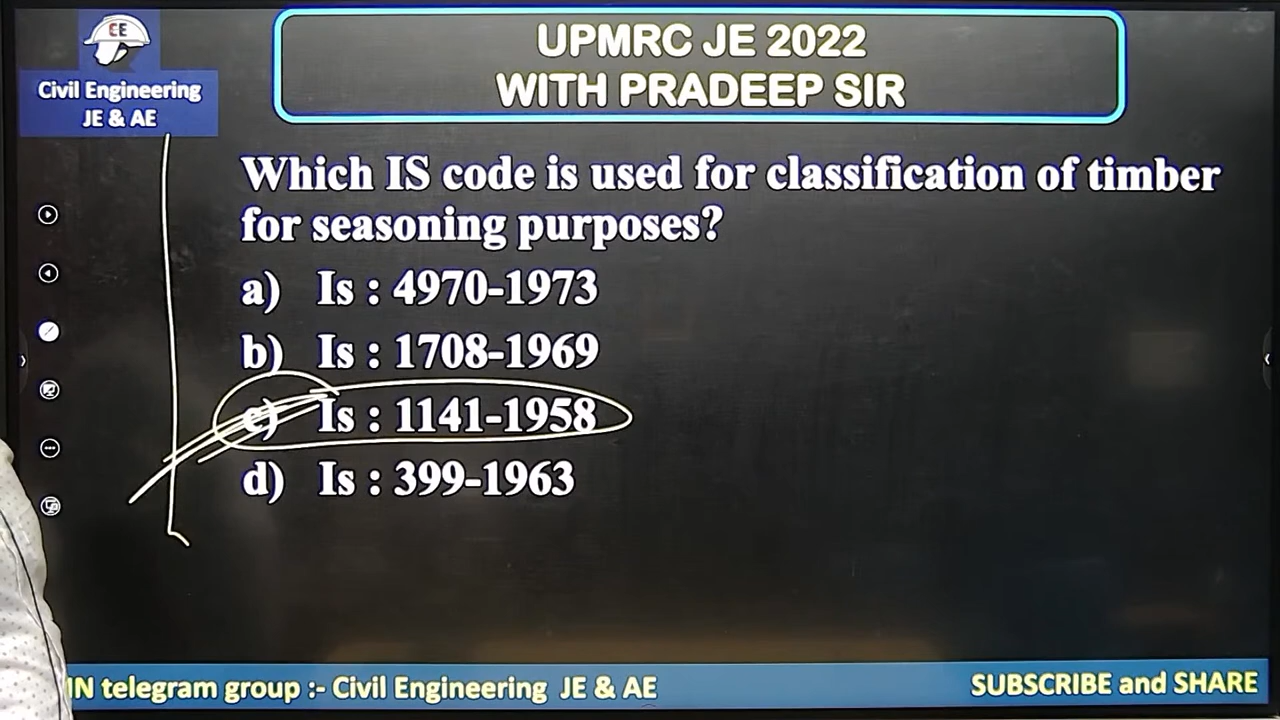 CE
Civil Engineering
JE & AE
UPMRC JE 2022
WITH PRADEEP SIR
Which IS code is used for classification of timber
for seasoning purposes?
a) Is : 4970-1973
b) Is : 1708-1969
c) Is : 1141-1958
d) Is : 399-1963
IN telegram group :- Civil Engineering JE & AE
SUBSCRIBE and SHARE